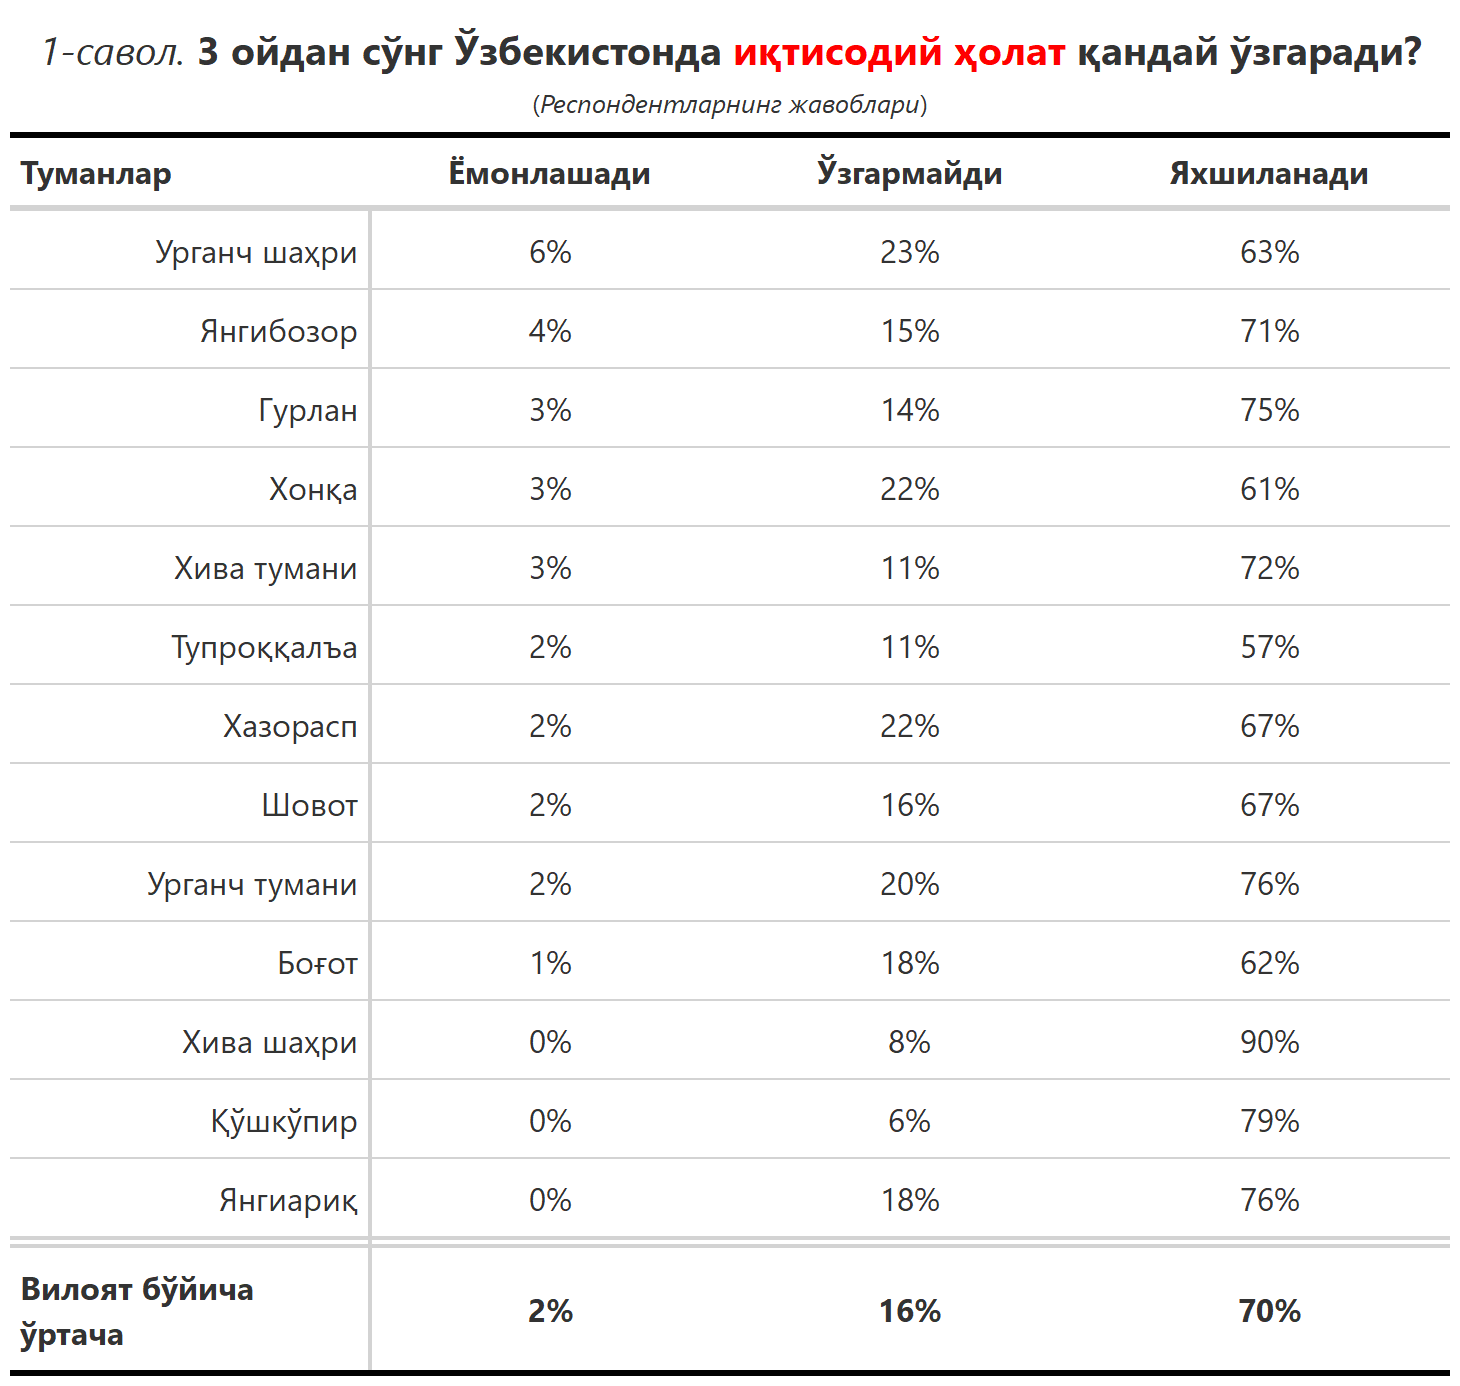 1-савол. 3 ойдан сўнг Ўзбекистонда иқтисодий ҳолат қандай ўзгаради?
(Респондентларнинг жавоблари)
Туманлар Ёмонлашади Ўзгармайди Яхшиланади
Урганч шаҳри 6% 23% 63%
Янгибозор 4% 15% 71%
Гурлан 3% 14% 75%
Хонқа 3% 22% 61%
Хива тумани 3% 11% 72%
Тупроққалъа 2% 11% 57%
Хазорасп 2% 22% 67%
Шовот 2% 16% 67%
Урганч тумани 2% 20% 76%
Боғот 1% 18% 62%
Хива шаҳри 0% 8% 90%
Қўшкўпир 0% 6% 79%
Янгиариқ 0% 18% 76%
Вилоят бўйича
ўртача 2% 16% 70%